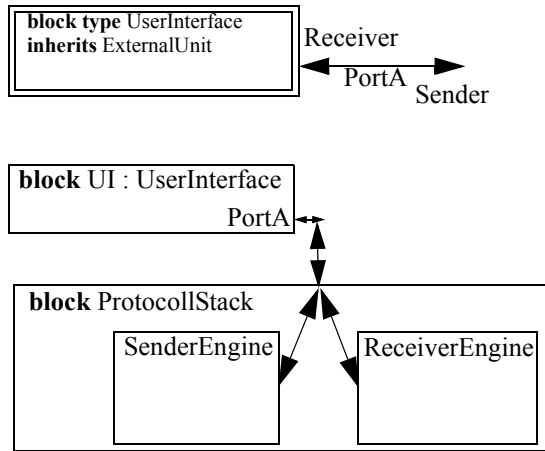 block type UserInterface
inherits ExternalUnit
Receiver
PortA
Sender
block UI : UserInterface
PortA
block ProtocollStack
SenderEngine
ReceiverEngine